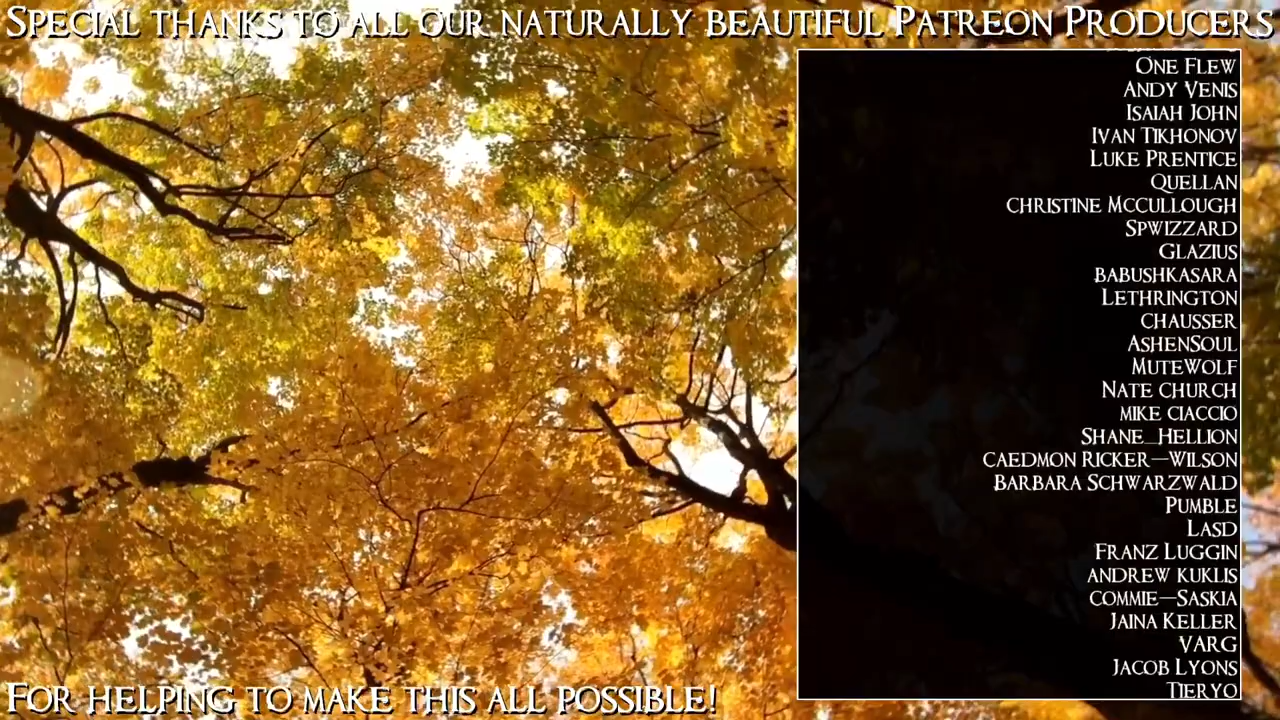 Special thanks to all our naturally beautiful Patreon Producers
One Flew
Andy Venis
Isaiah John
Ivan Tikhonov
Luke Prentice
Quellan
Christine McCullough
Spwizzard
Glazius
Babushkasara
Lethrington
Chausser
AshenSoul
MuteWolf
Nate Church
Mike Ciaccio
Shane_Hellion
Caedmon Ricker-Wilson
Barbara Schwarzwald
Pumble
Lasd
Franz Luggin
Andrew Kuklis
Commie-Saskia
Jaina Keller
Varg
Jacob Lyons
Tieryo
For helping to make this all possible!